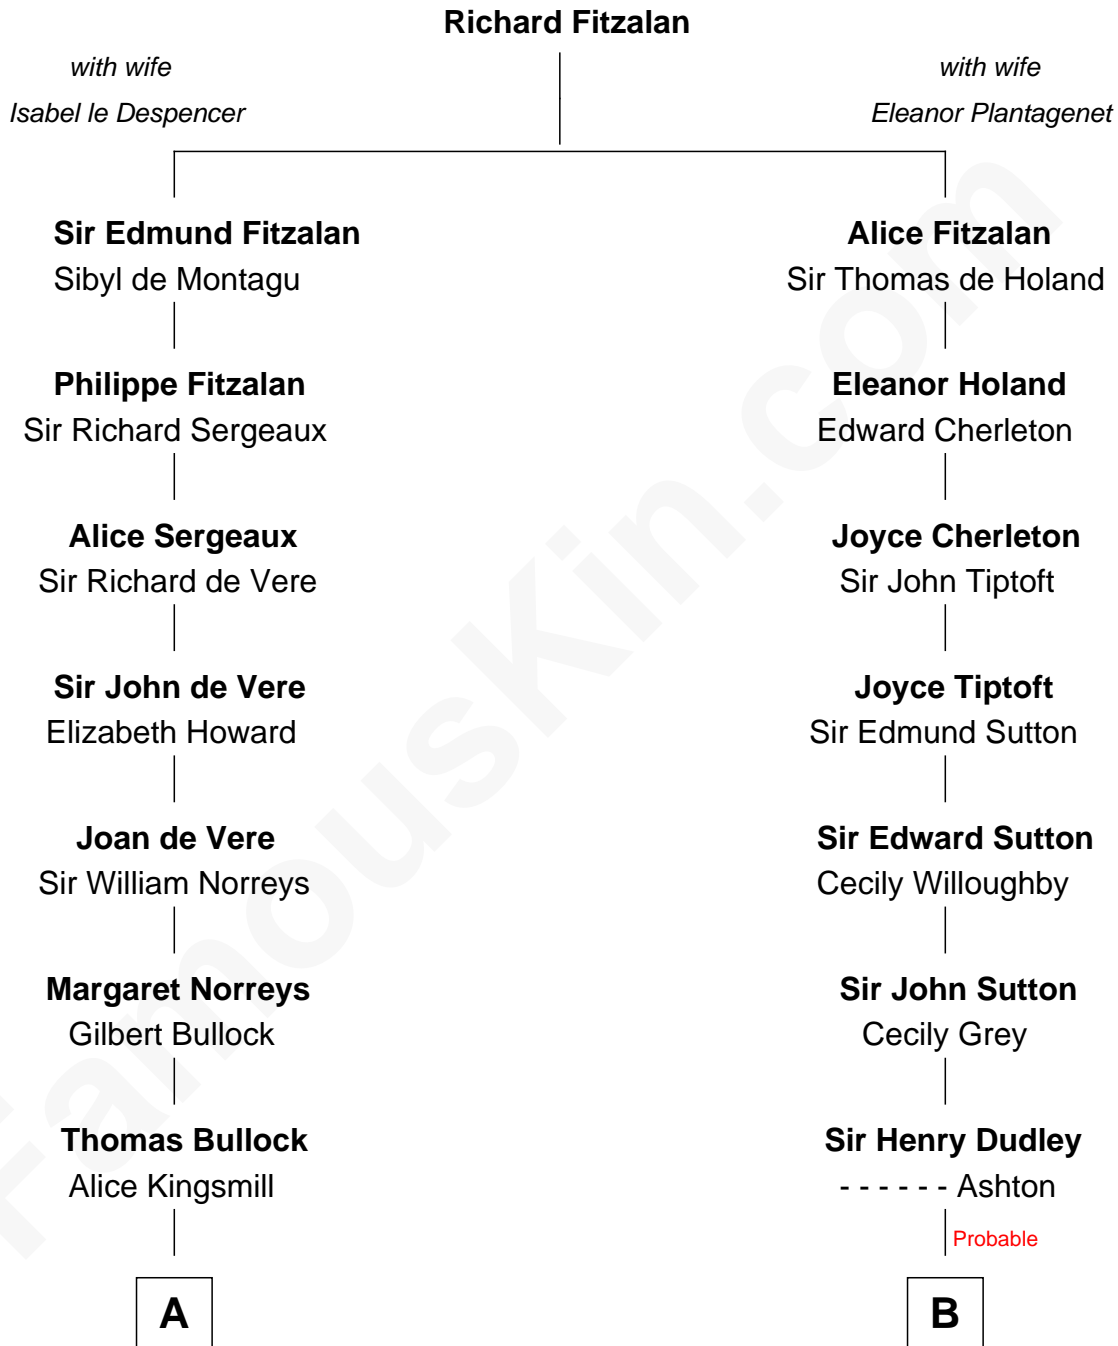 Richard Fitzalan
with wife
Isabel le Despencer
with wife
Eleanor Plantagenet
Sir Edmund Fitzalan
Sibyl de Montagu
Alice Fitzalan
Sir Thomas de Holand
Philippe Fitzalan
Sir Richard Sergeaux
Eleanor Holand
Edward Cherleton
Alice Sergeaux
Sir Richard de Vere
Joyce Cherleton
Sir John Tiptoft
Sir John de Vere
Elizabeth Howard
Joyce Tiptoft
Sir Edmund Sutton
Joan de Vere
Sir William Norreys
Sir Edward Sutton
Cecily Willoughby
Margaret Norreys
Gilbert Bullock
Sir John Sutton
Cecily Grey
Thomas Bullock
Alice Kingsmill
Sir Henry Dudley
- - - - - - Ashton
Probable
A
B
FamousKin.com